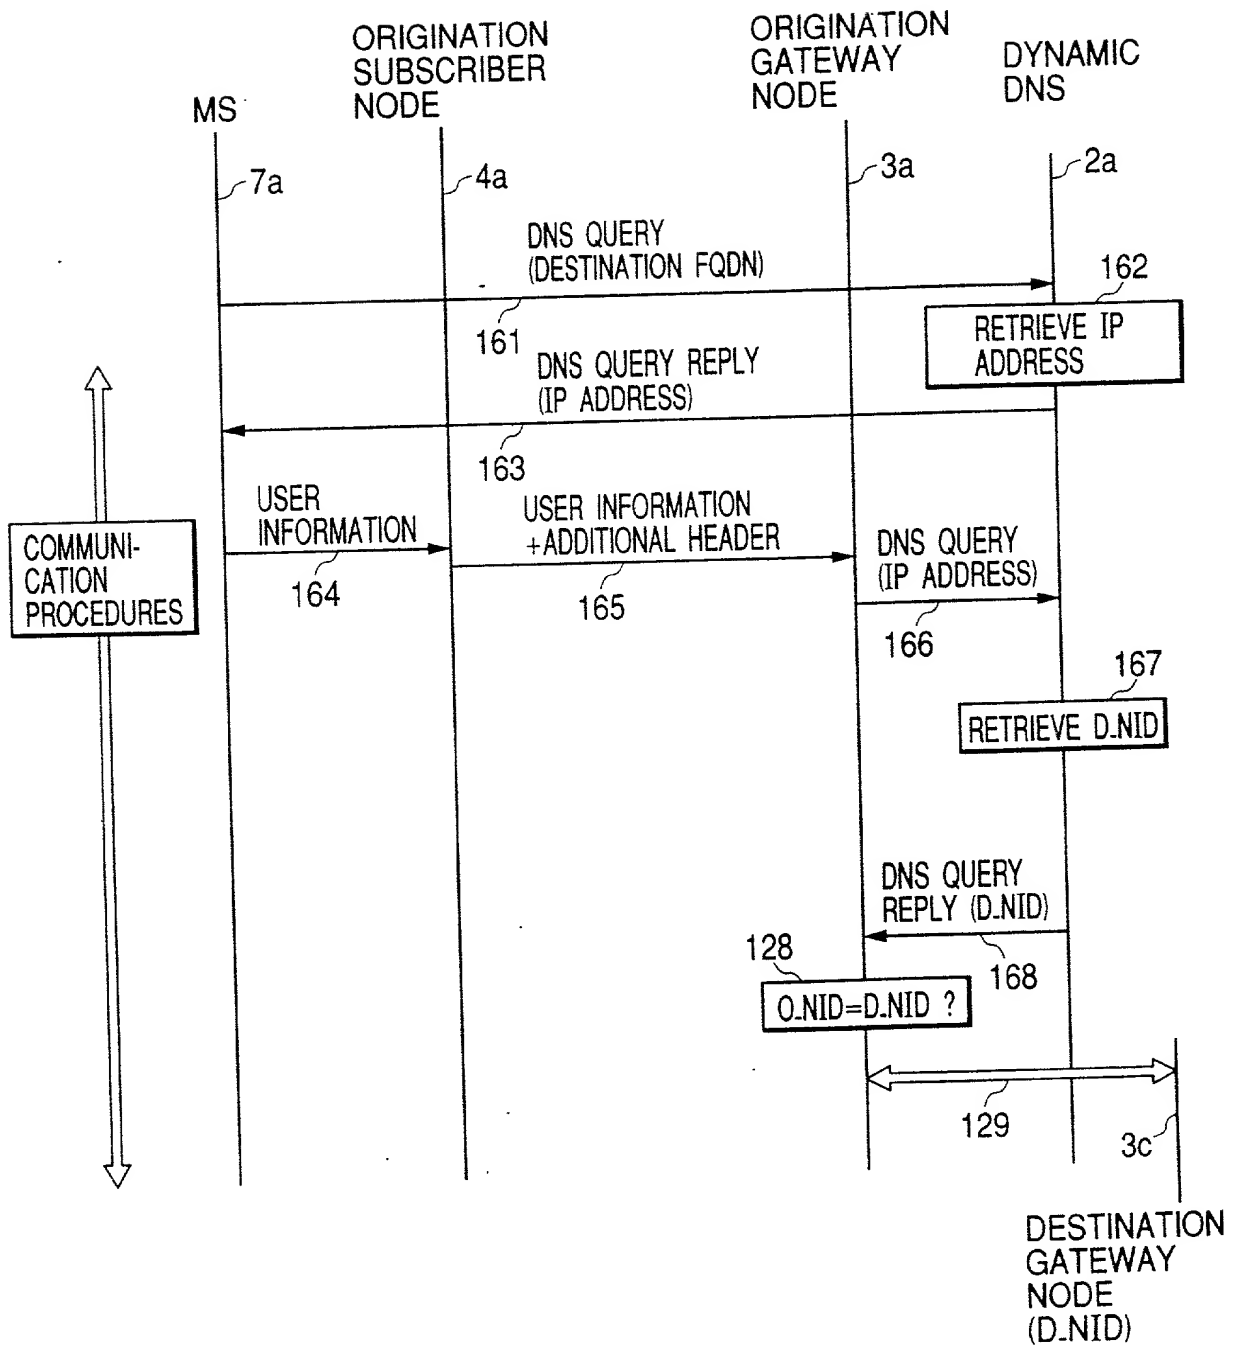 ORIGINATION
SUBSCRIBER
NODE
ORIGINATION
GATEWAY
NODE
DYNAMIC
DNS
MS
7a
4a
3a
2a
DNS QUERY
(DESTINATION FQDN)
161
162
RETRIEVE IP
ADDRESS
DNS QUERY REPLY
(IP ADDRESS)
163
COMMUNI-
CATION
PROCEDURES
USER
INFORMATION
164
USER INFORMATION
+ADDITIONAL HEADER
165
DNS QUERY
(IP ADDRESS)
166
167
RETRIEVE D_NID
DNS QUERY
REPLY (D_NID)
168
128
O_NID=D_NID ?
129
3c
DESTINATION
GATEWAY
NODE
(D_NID)